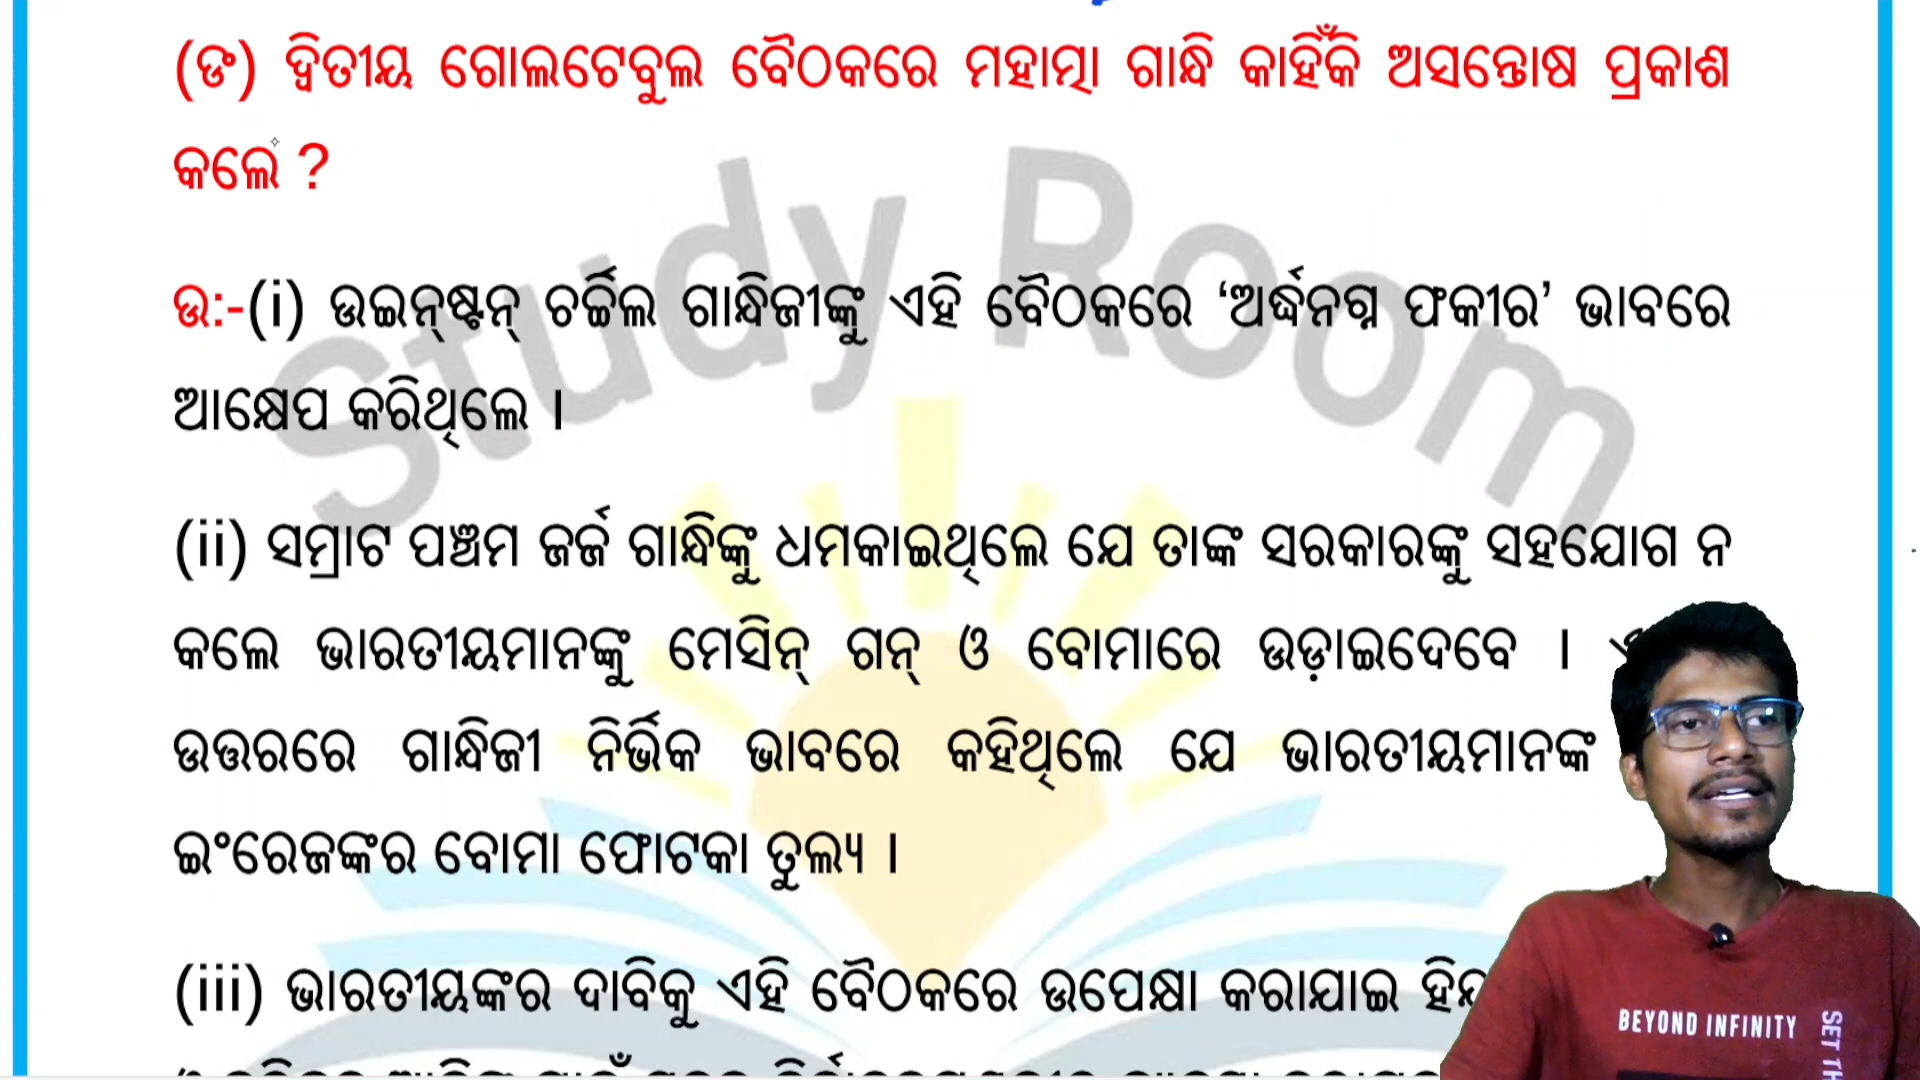 (ଙ) ଦ୍ୱିତୀୟ ଗୋଲଟେବୁଲ ବୈଠକରେ ମହାତ୍ମା ଗାନ୍ଧି କାହିଁକି ଅସନ୍ତୋଷ ପ୍ରକାଶ
କଲେ ?
ଉ:-(i) ଉଇନ୍‌ଷ୍ଟନ୍ ଚର୍ଚ୍ଚିଲ ଗାନ୍ଧିଜୀଙ୍କୁ ଏହି ବୈଠକରେ ‘ଅର୍ଦ୍ଧନଗ୍ନ ଫକୀର’ ଭାବରେ
ଆକ୍ଷେପ କରିଥିଲେ ।
(ii) ସମ୍ରାଟ ପଞ୍ଚମ ଜର୍ଜ ଗାନ୍ଧିଙ୍କୁ ଧମକାଇଥିଲେ ଯେ ତାଙ୍କ ସରକାରଙ୍କୁ ସହଯୋଗ ନ
କଲେ ଭାରତୀୟମାନଙ୍କୁ ମେସିନ୍ ଗନ୍ ଓ ବୋମାରେ ଉଡ଼ାଇଦେବେ ।
ଉତ୍ତରରେ ଗାନ୍ଧିଜୀ ନିର୍ଭିକ ଭାବରେ କହିଥିଲେ ଯେ ଭାରତୀୟମାନଙ୍କ
ଇଂରେଜଙ୍କର ବୋମା ଫୋଟକା ତୁଲ୍ୟ ।
(iii) ଭାରତୀୟଙ୍କର ଦାବିକୁ ଏହି ବୈଠକରେ ଉପେକ୍ଷା କରାଯାଇ
Study Room
BEYOND INFINITY